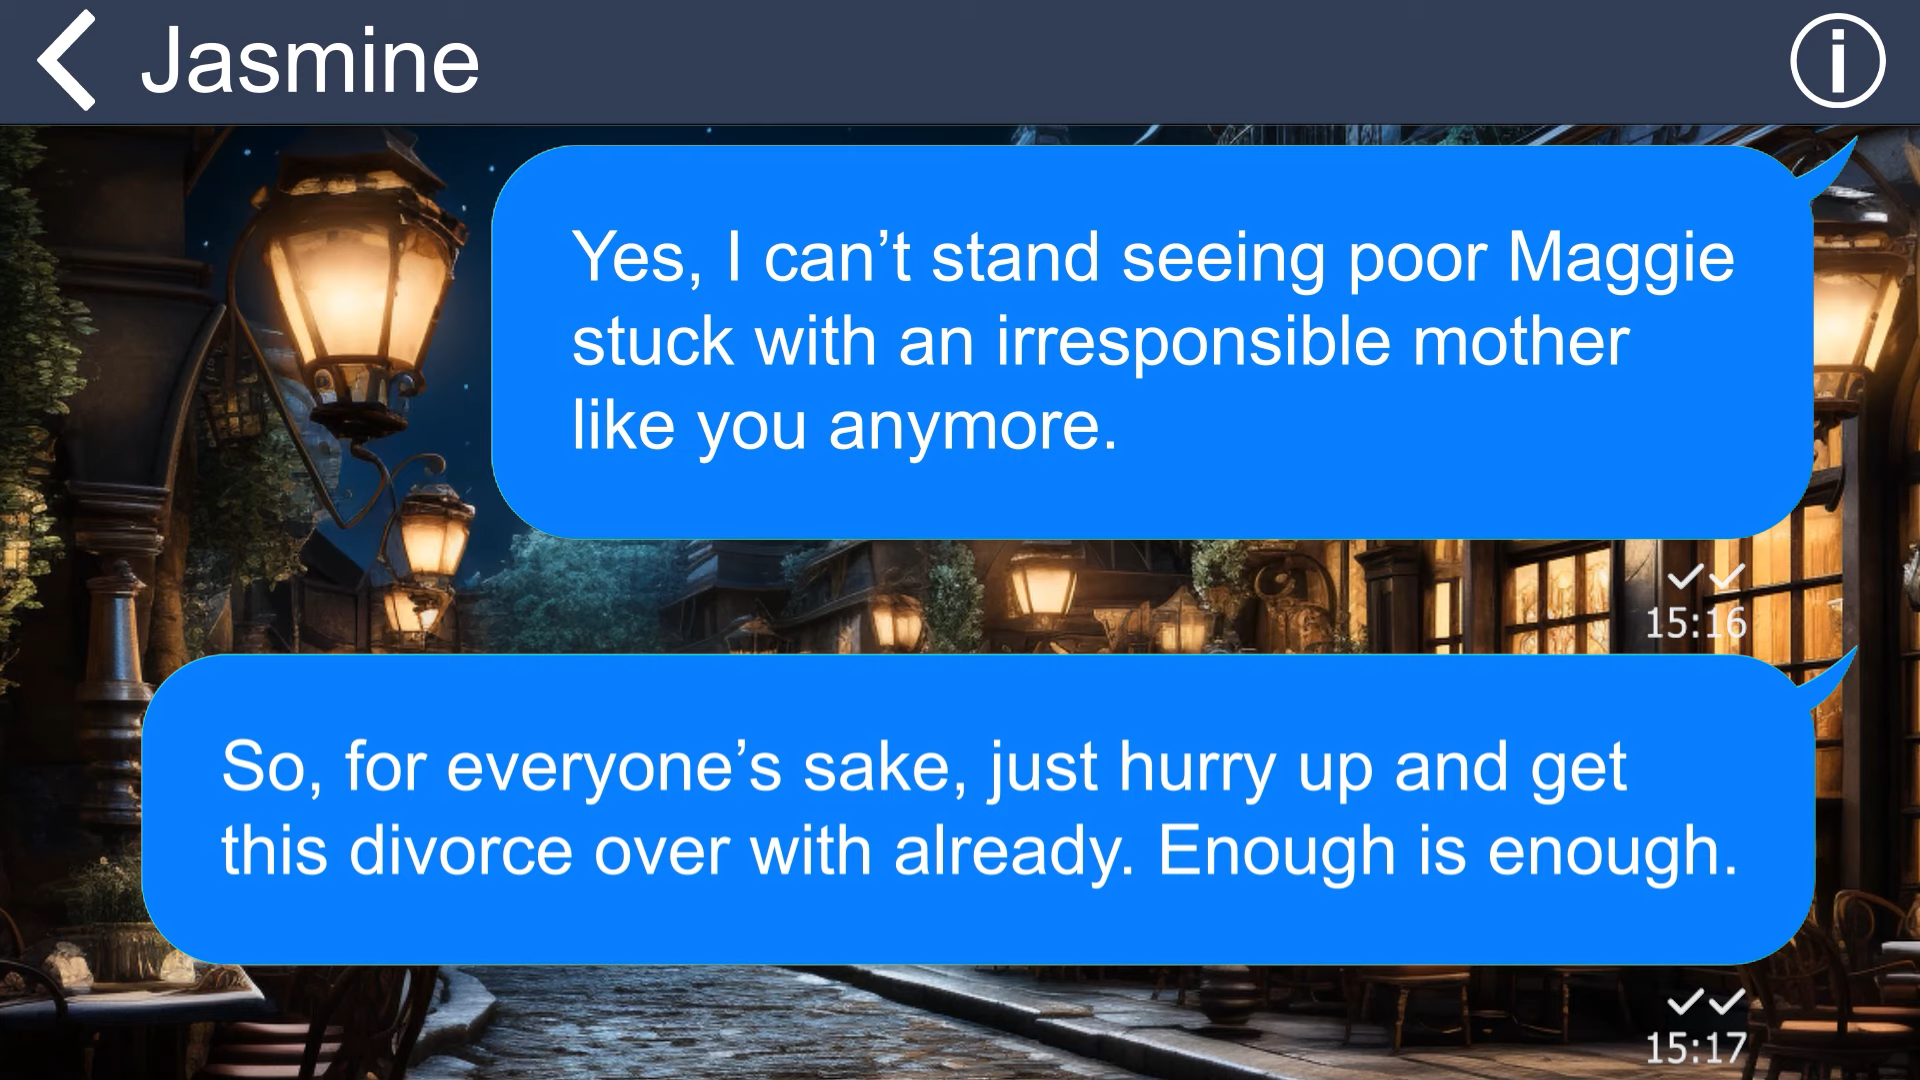 Jasmine
Yes, I can’t stand seeing poor Maggie
stuck with an irresponsible mother
like you anymore.
15:16
So, for everyone’s sake, just hurry up and get
this divorce over with already. Enough is enough.
15:17